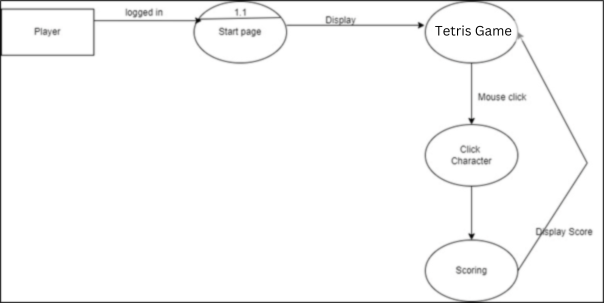 Player
logged in
1.1
Start page
Display
Tetris Game
Mouse click
Click
Character
Display Score
Scoring